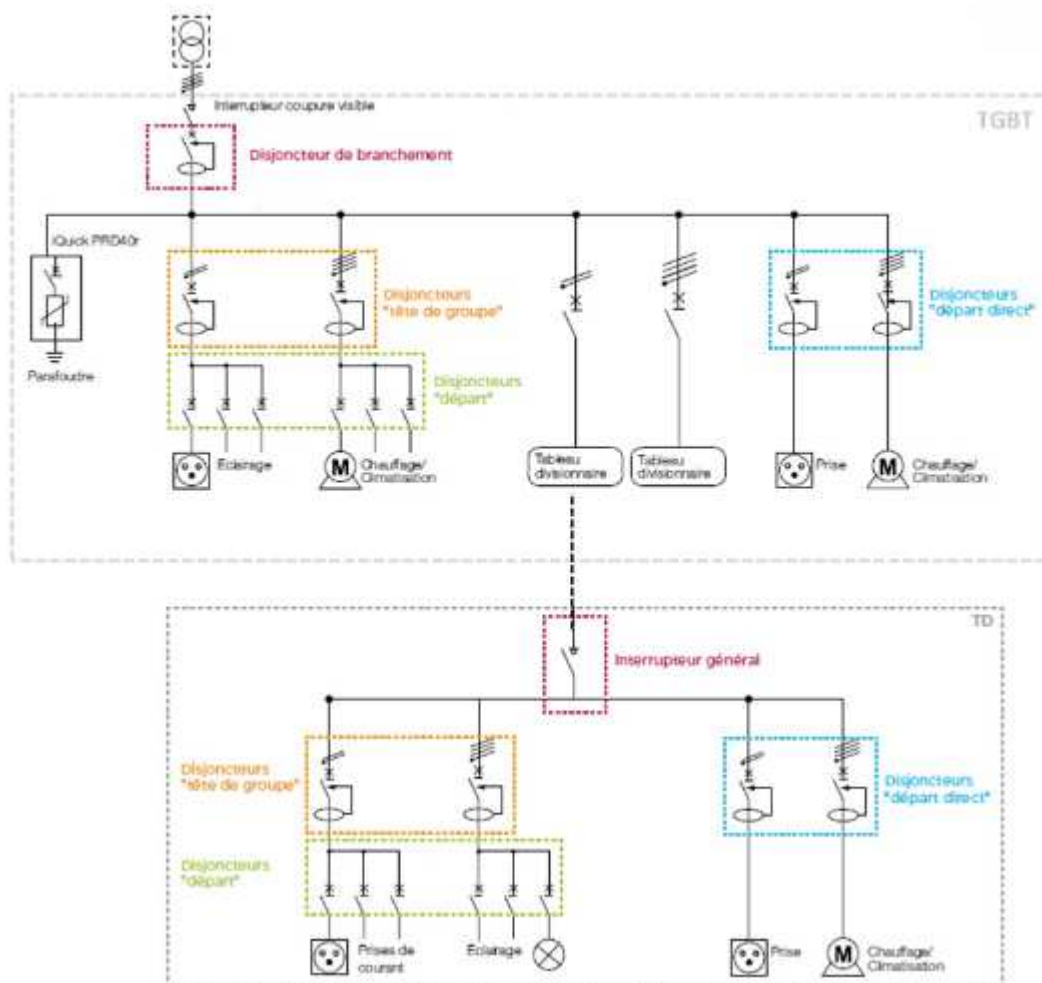 TGBT
Interrupteur coupure visible
Disjoncteur de branchement
iQuick PRD40r
Parafoudre
Disjoncteurs
"tête de groupe"
Disjoncteurs
"départ direct"
Disjoncteurs
"départ"
Eclairage
M
Chauffage/
Climatisation
Tableau
divisionnaire
Tableau
divisionnaire
Prise
M
Chauffage/
Climatisation
TD
Interrupteur général
Disjoncteurs
"tête de groupe"
Disjoncteurs
"départ direct"
Disjoncteurs
"départ"
Prises de
courant
Eclairage
Prise
M
Chauffage/
Climatisation